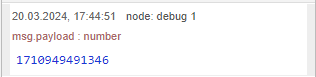 20.03.2024, 17:44:51 node: debug 1
msg.payload : number
1710949491346